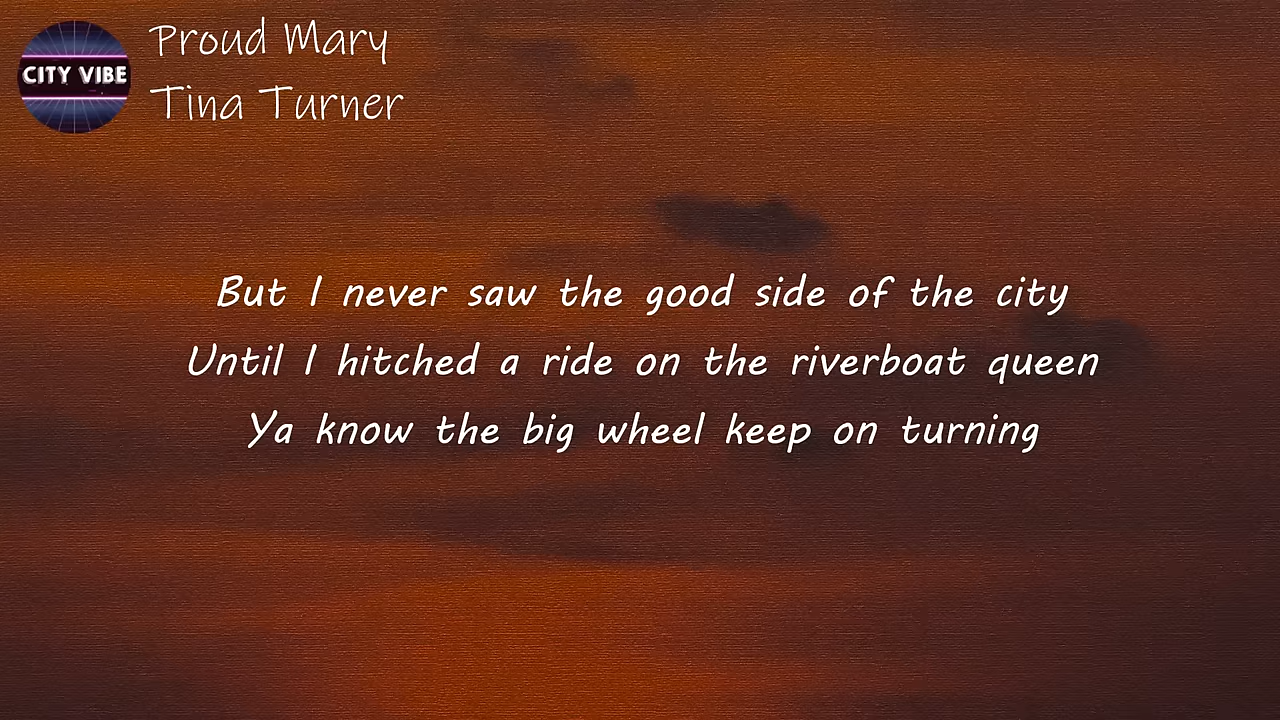 Proud Mary
CITY VIBE
Tina Turner
But I never saw the good side of the city
Until I hitched a ride on the riverboat queen
Ya know the big wheel keep on turning